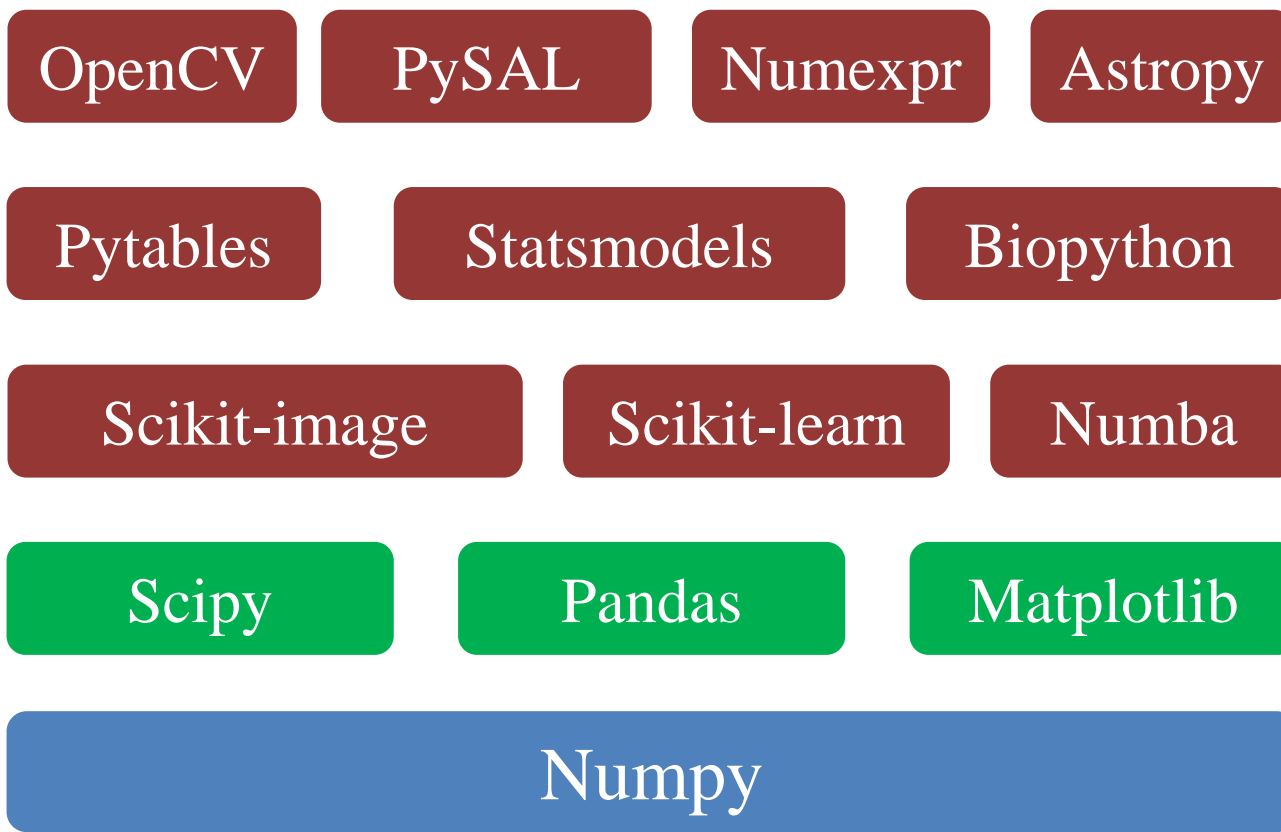 OpenCV PySAL Numexpr Astropy
Pytables Statsmodels Biopython
Scikit-image Scikit-learn Numba
Scipy Pandas Matplotlib
Numpy